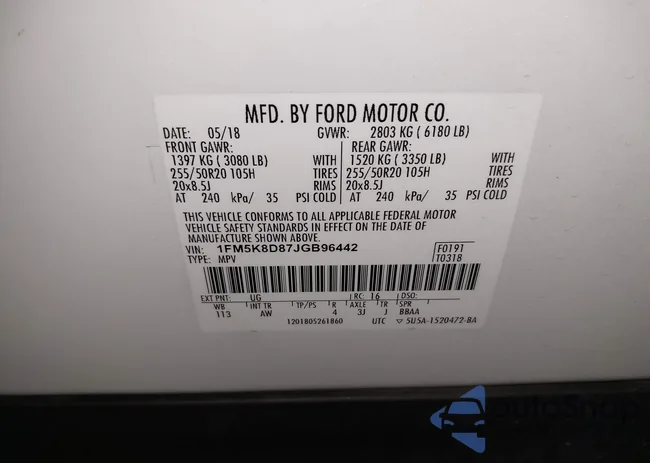 MFD. BY FORD MOTOR CO.
DATE: 05/18 GVWR: 2803 KG ( 6180 LB)
FRONT GAWR: REAR GAWR:
1397 KG ( 3080 LB) WITH 1520 KG ( 3350 LB) WITH
255/50R20 105H TIRES 255/50R20 105H TIRES
20x8.5J RIMS 20x8.5J RIMS
AT 240 kPa/ 35 PSI COLD AT 240 kPa/ 35 PSI COLD
THIS VEHICLE CONFORMS TO ALL APPLICABLE FEDERAL MOTOR
VEHICLE SAFETY STANDARDS IN EFFECT ON THE DATE OF
MANUFACTURE SHOWN ABOVE.
VIN: 1FM5K8D87JGB96442 F0191
TYPE: MPV T0318
EXT PNT: UG RC: 16 DSO:
WB INT TR TP/PS R AXLE TR SPR
113 AW 4 3J J BBAA
1201805261860 UTC ▽ 5U5A-1520472-BA
autoSnap